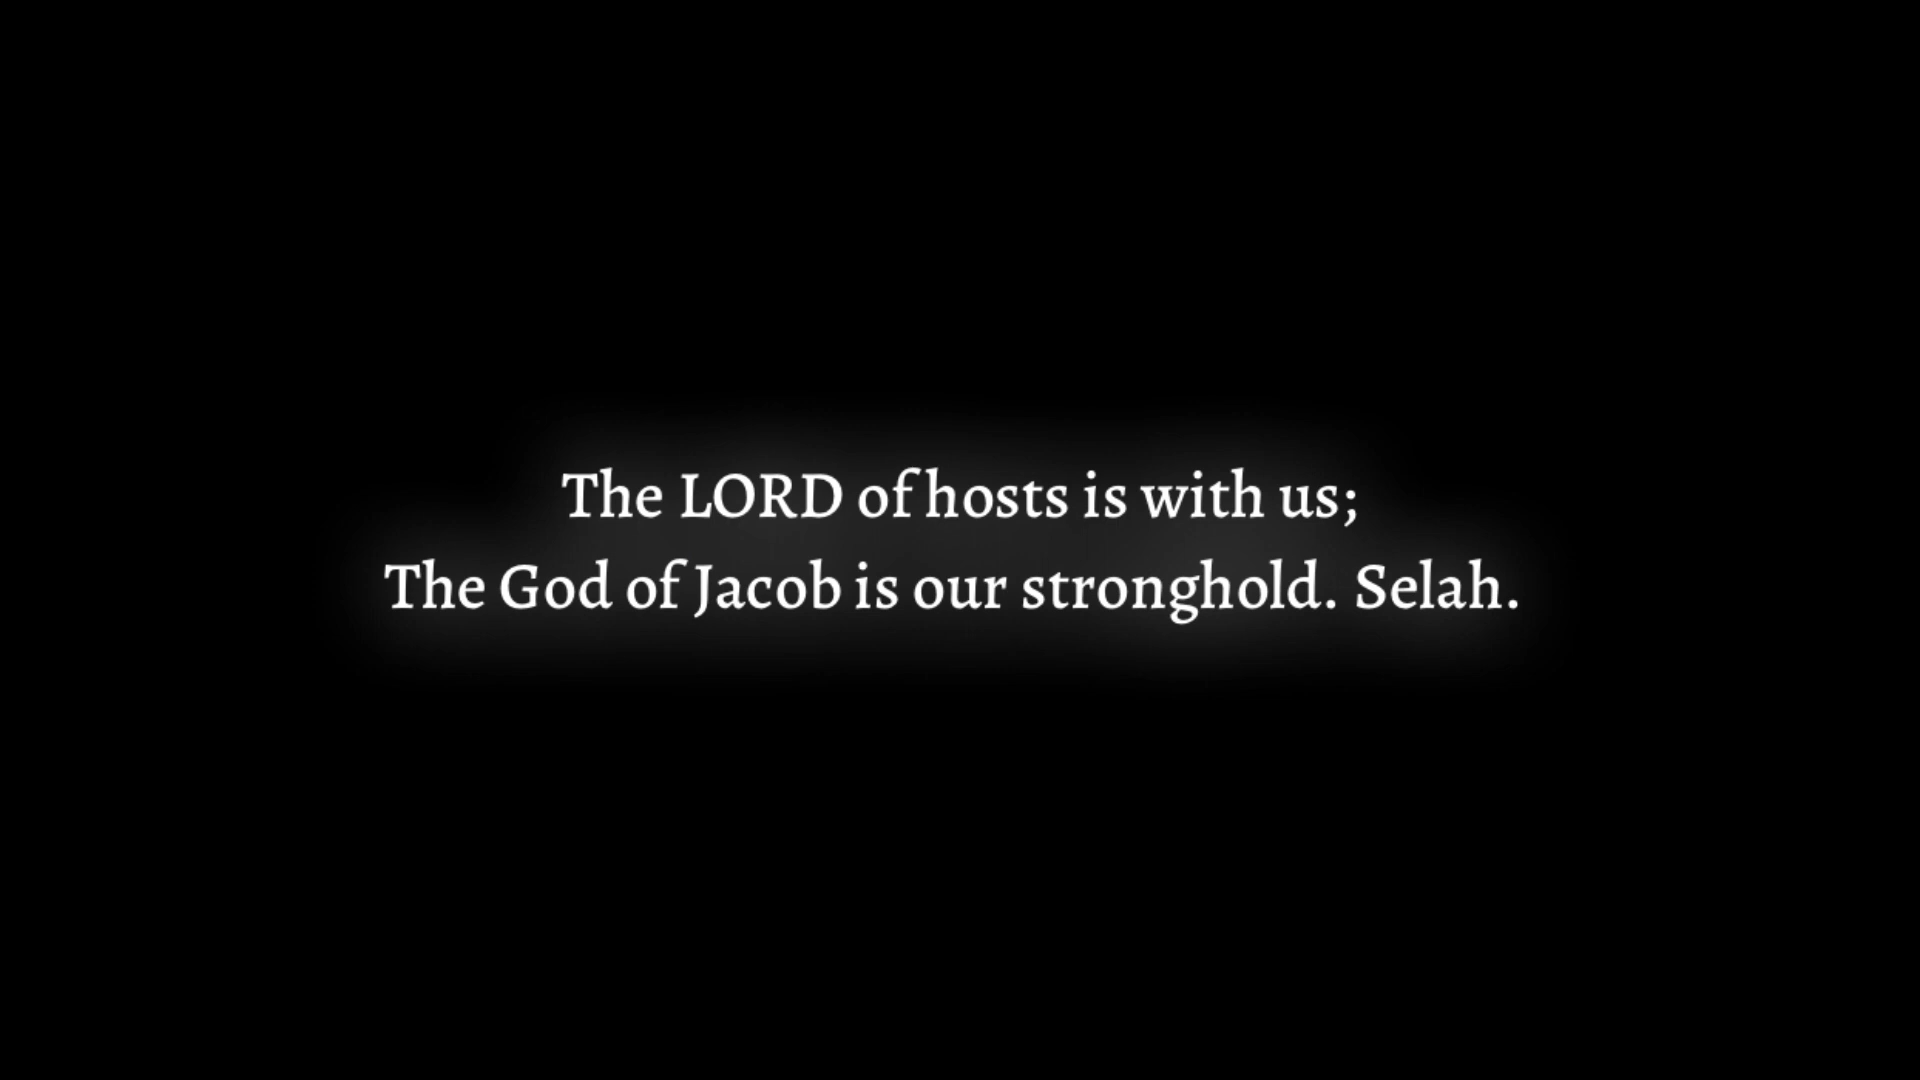 The LORD of hosts is with us;
The God of Jacob is our stronghold. Selah.